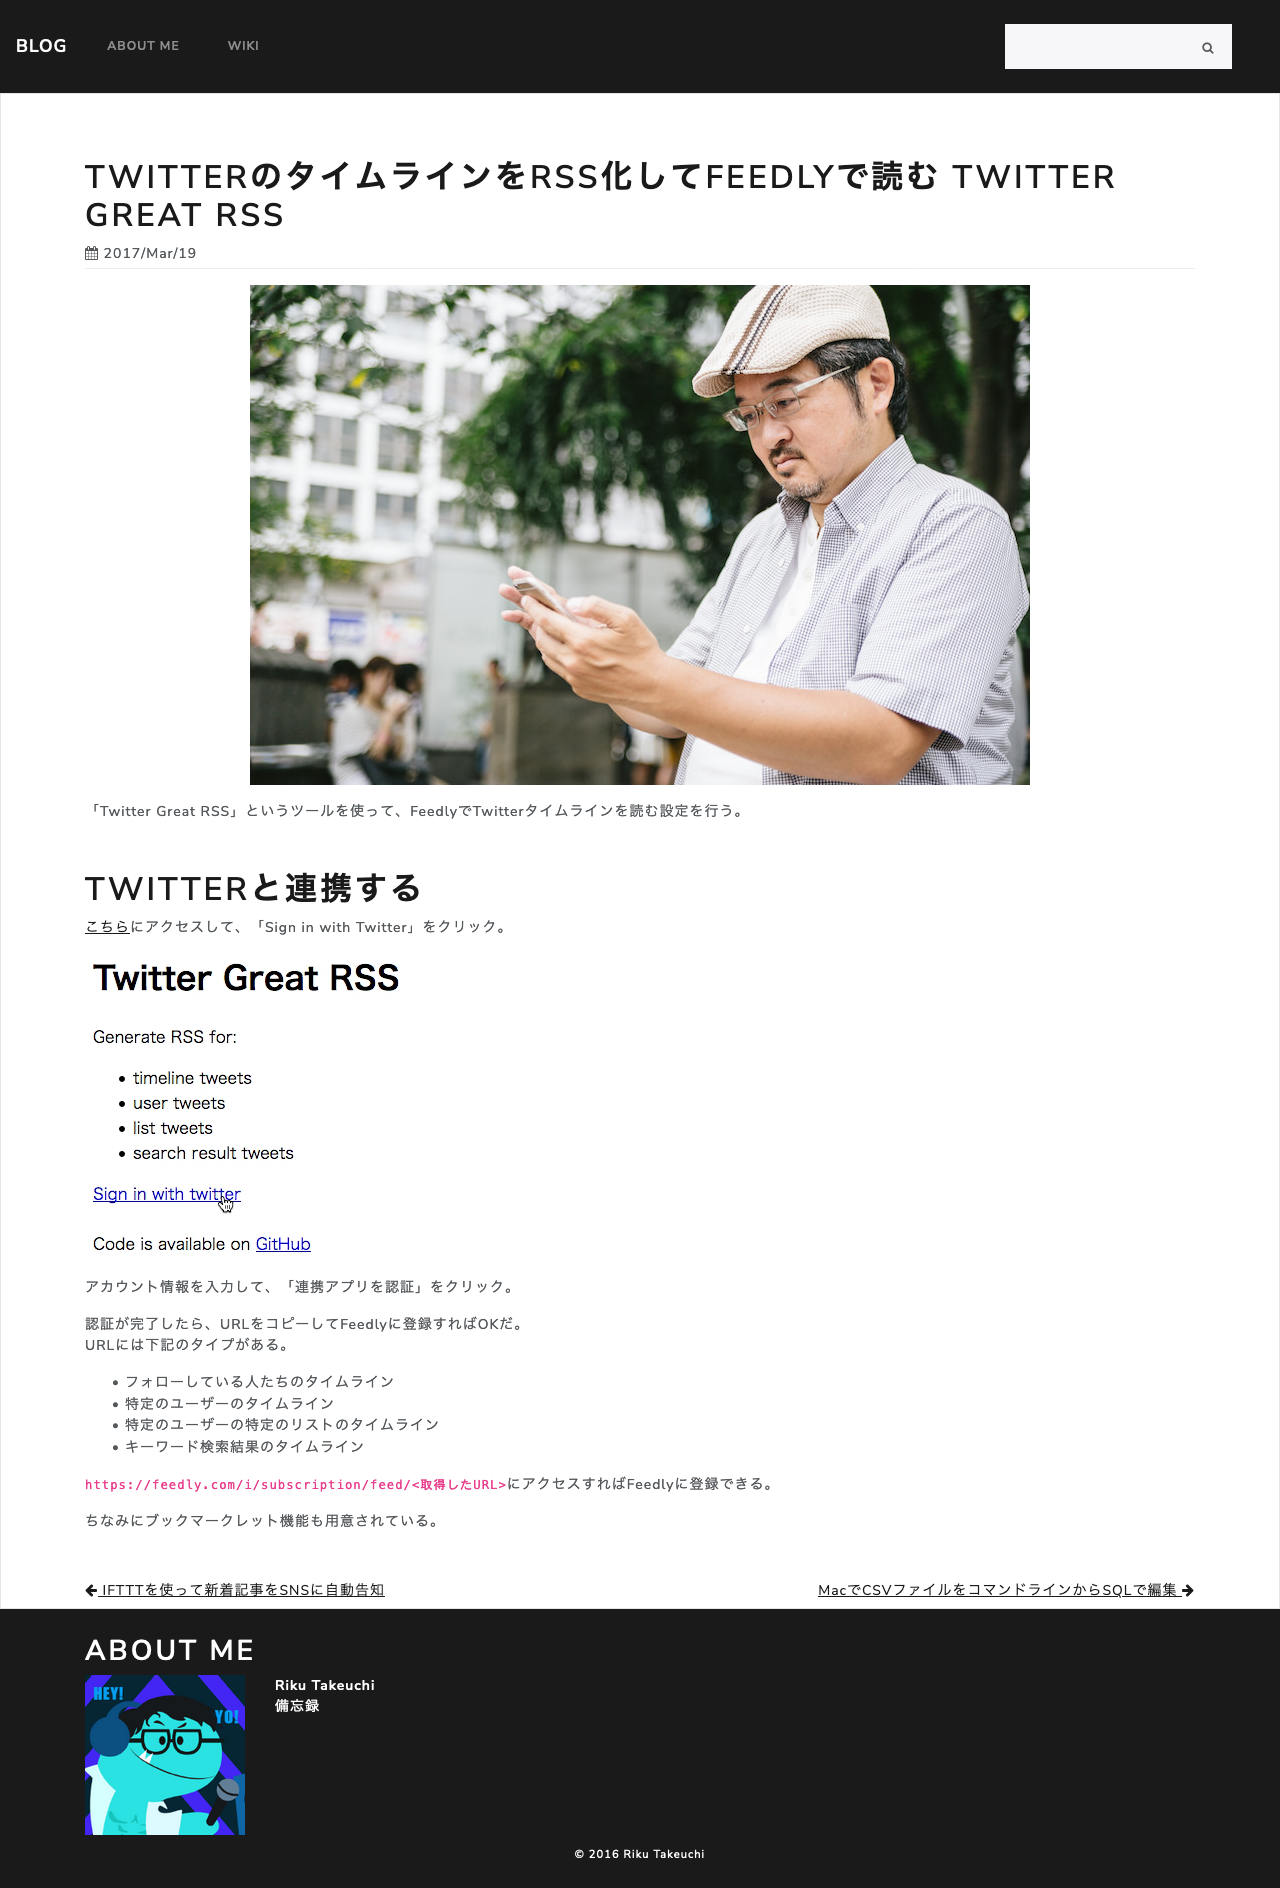 BLOG ABOUT ME WIKI
TWITTERのタイムラインをRSS化してFEEDLYで読む TWITTER
GREAT RSS
2017/Mar/19
「Twitter Great RSS」というツールを使って、FeedlyでTwitterタイムラインを読む設定を行う。
TWITTERと連携する
こちらにアクセスして、「Sign in with Twitter」をクリック。
Twitter Great RSS
Generate RSS for:
• timeline tweets
• user tweets
• list tweets
• search result tweets
Sign in with twitter
Code is available on GitHub
アカウント情報を入力して、「連携アプリを認証」をクリック。
認証が完了したら、URLをコピーしてFeedlyに登録すればOKだ。
URLには下記のタイプがある。
• フォローしている人たちのタイムライン
• 特定のユーザーのタイムライン
• 特定のユーザーの特定のリストのタイムライン
• キーワード検索結果のタイムライン
https://feedly.com/i/subscription/feed/<取得したURL>にアクセスすればFeedlyに登録できる。
ちなみにブックマークレット機能も用意されている。
IFTTTを使って新着記事をSNSに自動告知
MacでCSVファイルをコマンドラインからSQLで編集
ABOUT ME
HEY!
YO!
Riku Takeuchi
備忘録
© 2016 Riku Takeuchi